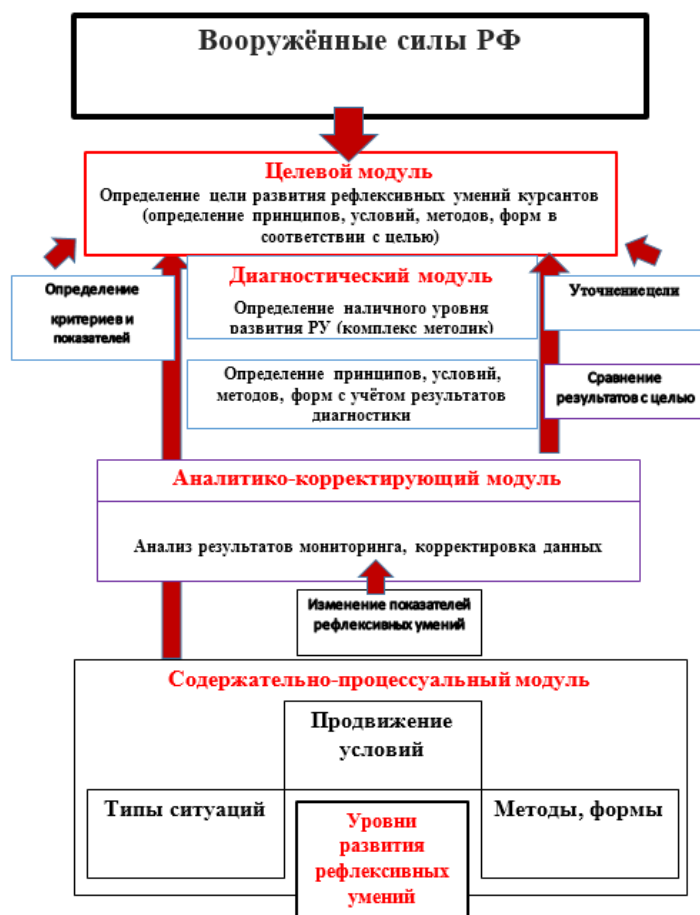 Вооружённые силы РФ
Целевой модуль
Определение цели развития рефлексивных умений курсантов
(определение принципов, условий, методов, форм в
соответствии с целью)
Определение
критериев и
показателей
Диагностический модуль
Определение наличного уровня
развития РУ (комплекс методик)
Уточнение цели
Определение принципов, условий,
методов, форм с учётом результатов
диагностики
Сравнение
результатов с целью
Аналитико-корректирующий модуль
Анализ результатов мониторинга, корректировка данных
Изменение показателей
рефлексивных умений
Содержательно-процессуальный модуль
Продвижение
условий
Типы ситуаций
Методы, формы
Уровни
развития
рефлексивных
умений